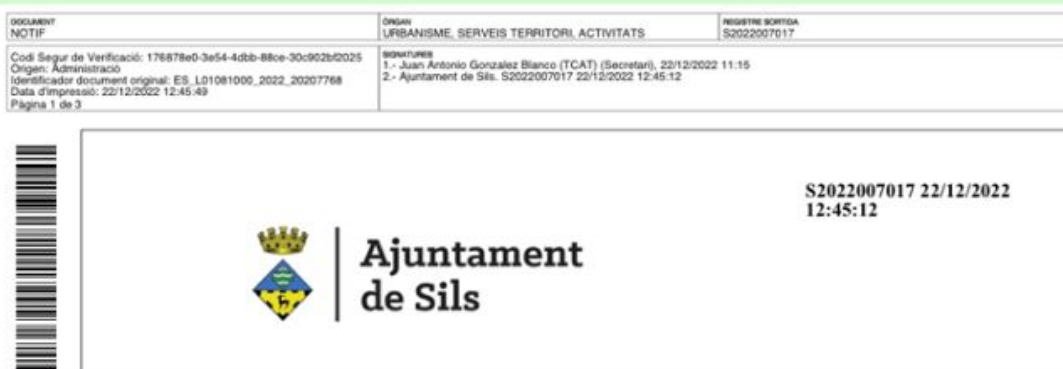 DOCUMENT
NOTIF
ÒRGAN
URBANISME, SERVEIS TERRITORI, ACTIVITATS
REGISTRE SORTIDA
S2022007017
Codi Segur de Verificació: 176878e0-3e54-4dbb-88ce-30c902bf2025
Origen: Administració
Identificador document original: ES_L01081000_2022_20207768
Data d'impressió: 22/12/2022 12:45:49
Pàgina 1 de 3
SIGNATURES
1.- Juan Antonio Gonzalez Blanco (TCAT) (Secretari), 22/12/2022 11:15
2.- Ajuntament de Sils. S2022007017 22/12/2022 12:45:12
S2022007017 22/12/2022
12:45:12
Ajuntament
de Sils